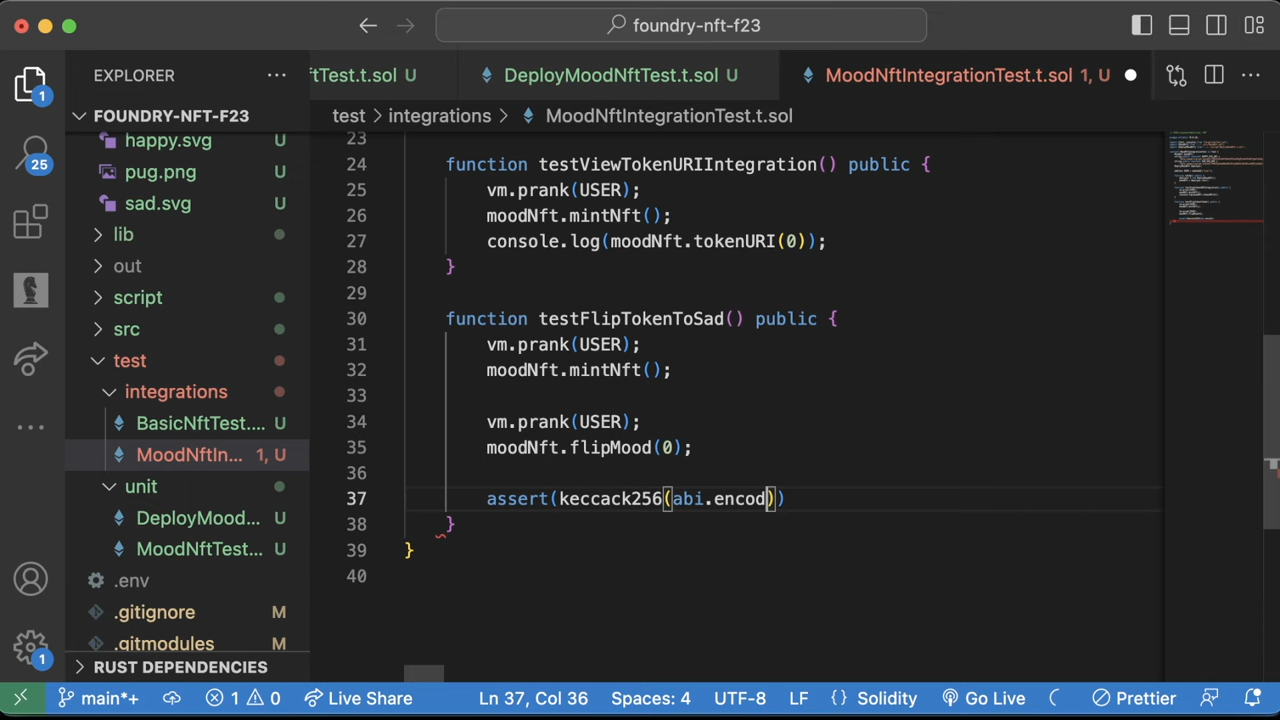 foundry-nft-f23
EXPLORER
ftTest.t.sol U
DeployMoodNftTest.t.sol U
MoodNftIntegrationTest.t.sol 1, U
FOUNDRY-NFT-F23
test > integrations > MoodNftIntegrationTest.t.sol
happy.svg U
pug.png U
sad.svg U
lib
out
script
src
test
integrations
BasicNftTest.... U
MoodNftIn... 1, U
unit
DeployMood... U
MoodNftTest... U
.env
.gitignore M
.gitmodules M
RUST DEPENDENCIES
1
25
1
23
24 function testViewTokenURIIntegration() public {
25 vm.prank(USER);
26 moodNft.mintNft();
27 console.log(moodNft.tokenURI(0));
28 }
29
30 function testFlipTokenToSad() public {
31 vm.prank(USER);
32 moodNft.mintNft();
33
34 vm.prank(USER);
35 moodNft.flipMood(0);
36
37 assert(keccack256(abi.encod))
38 }
39 }
40
main*+ 1 0 Live Share Ln 37, Col 36 Spaces: 4 UTF-8 LF {} Solidity Go Live Prettier